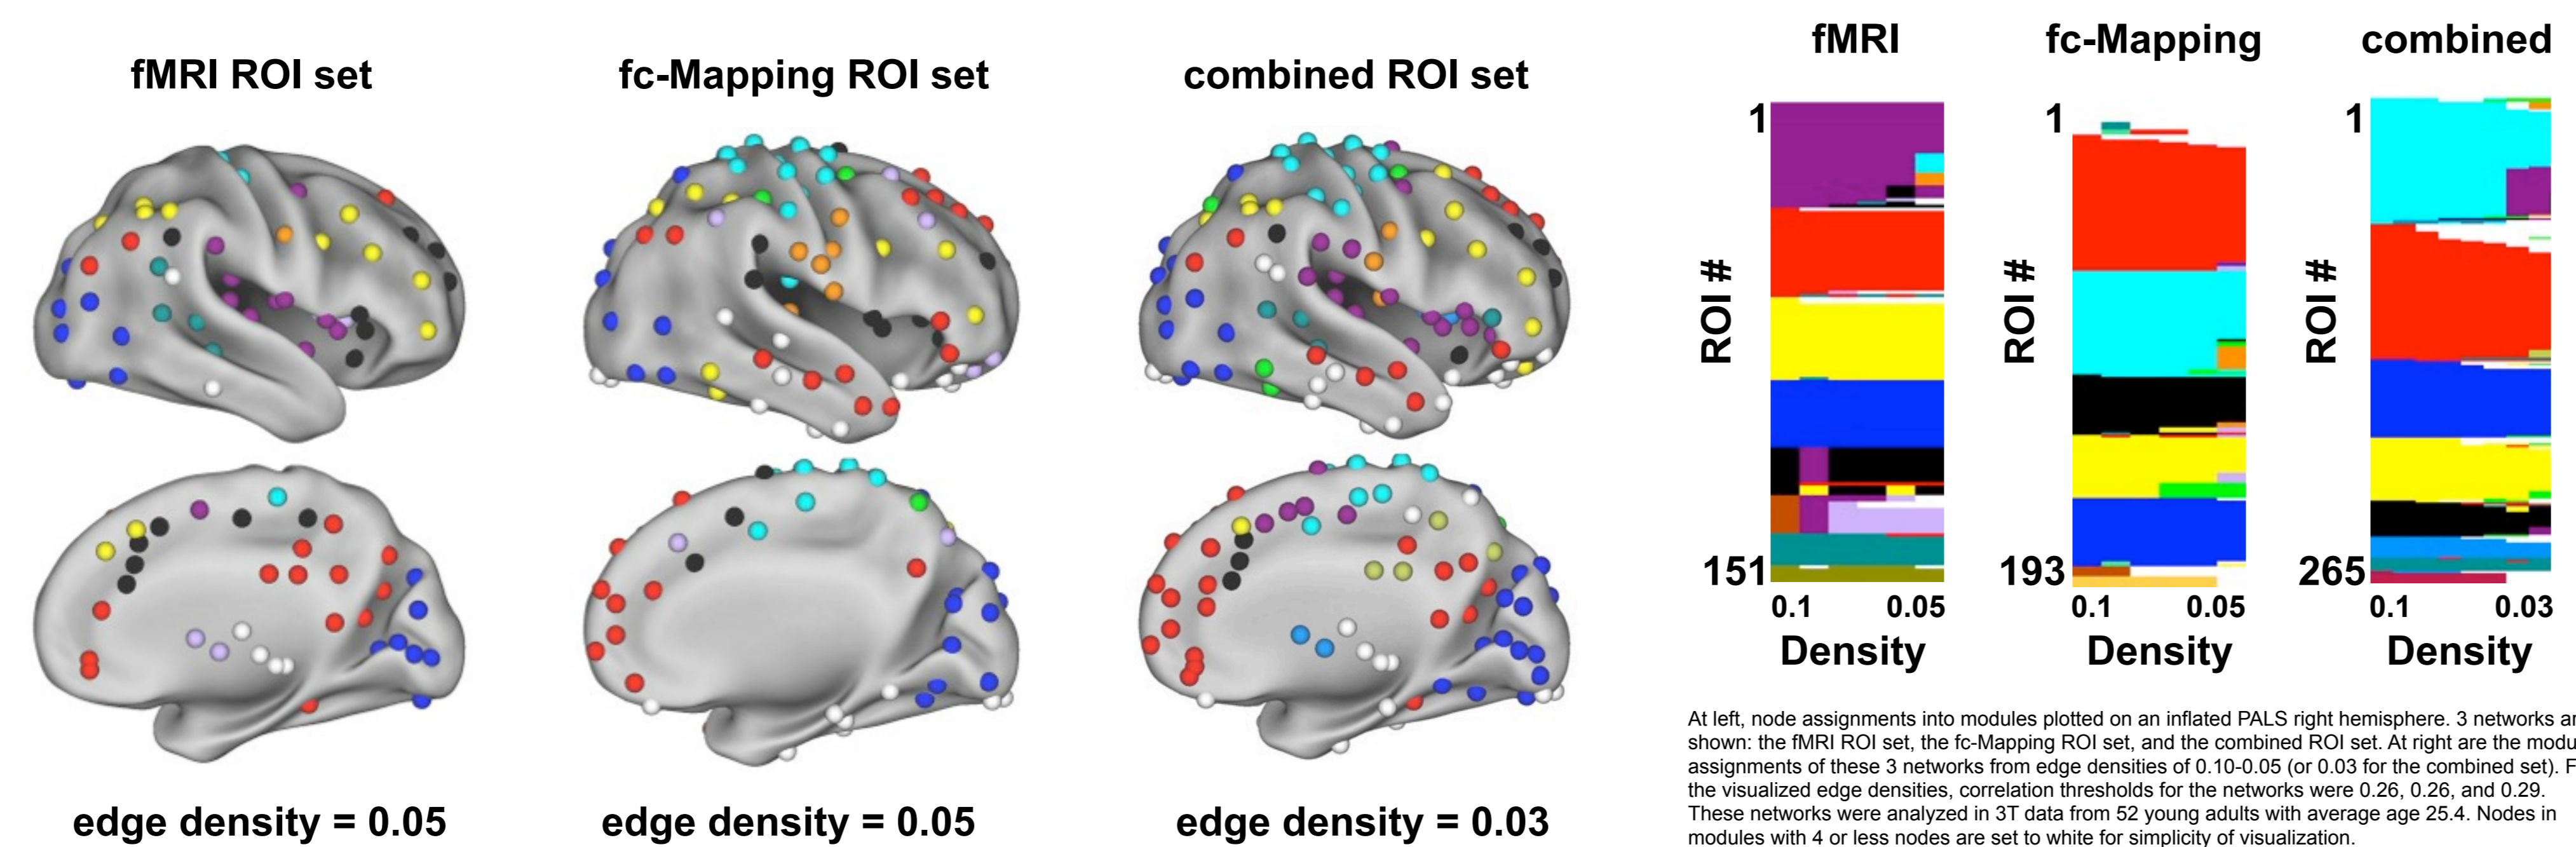 fMRI ROI set
fc-Mapping ROI set
combined ROI set
edge density = 0.05
edge density = 0.05
edge density = 0.03
fMRI
fc-Mapping
combined
1
1
1
ROI #
ROI #
ROI #
151
193
265
0.1 0.05
0.1 0.05
0.1 0.03
Density
Density
Density
At left, node assignments into modules plotted on an inflated PALS right hemisphere. 3 networks
shown: the fMRI ROI set, the fc-Mapping ROI set, and the combined ROI set. At right are the
assignments of these 3 networks from edge densities of 0.10-0.05 (or 0.03 for the combined set).
the visualized edge densities, correlation thresholds for the networks were 0.26, 0.26, and 0.29.
These networks were analyzed in 3T data from 52 young adults with average age 25.4. Nodes in
modules with 4 or less nodes are set to white for simplicity of visualization.